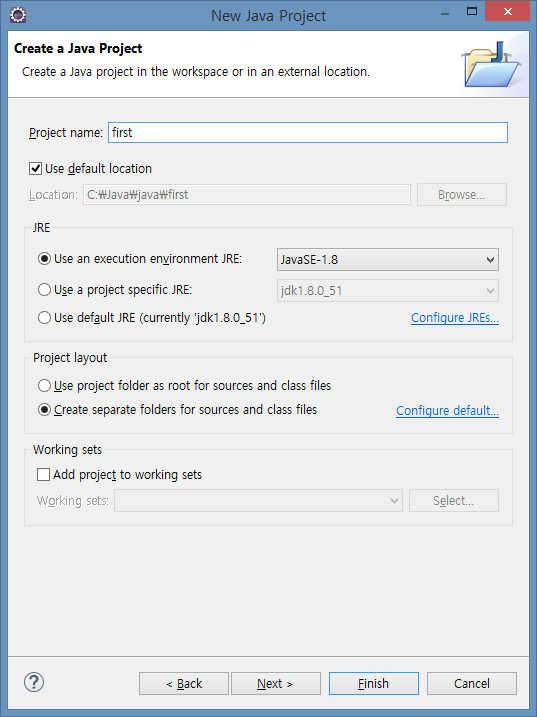 New Java Project
Create a Java Project
Create a Java project in the workspace or in an external location.
Project name: first
Use default location
Location: C:₩Java₩java₩first Browse...
JRE
Use an execution environment JRE: JavaSE-1.8
Use a project specific JRE: jdk1.8.0_51
Use default JRE (currently 'jdk1.8.0_51') Configure JREs...
Project layout
Use project folder as root for sources and class files
Create separate folders for sources and class files Configure default...
Working sets
Add project to working sets
Working sets: Select...
? < Back Next > Finish Cancel